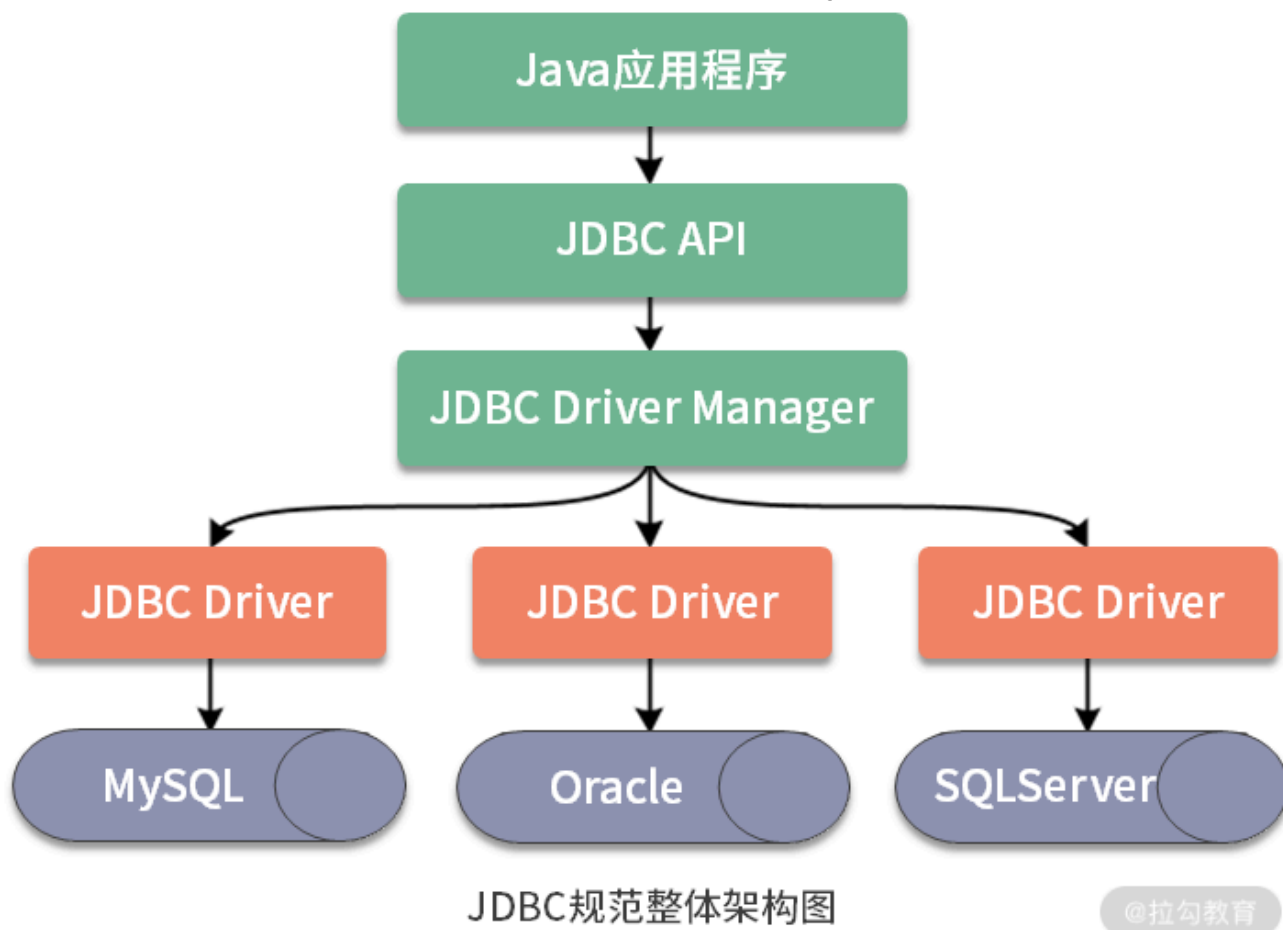 Java应用程序
JDBC API
JDBC Driver Manager
JDBC Driver
JDBC Driver
JDBC Driver
MySQL
Oracle
SQLServer
JDBC规范整体架构图
@拉勾教育